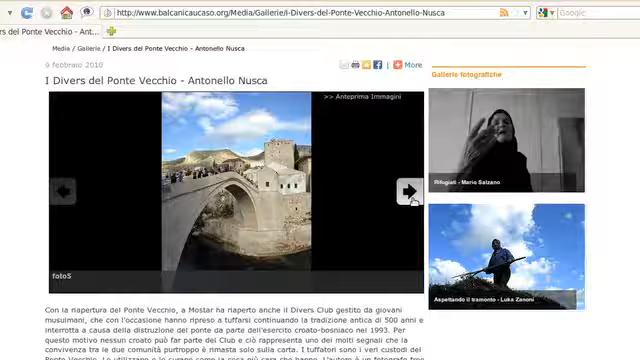 http://www.balcanicaucaso.org/Media/Gallerie/I-Divers-del-Ponte-Vecchio-Antonello-Nusca
Google
rs del Ponte Vecchio - Ant...
Media / Gallerie / I Divers del Ponte Vecchio - Antonello Nusca
9 febbraio 2010
| More
I Divers del Ponte Vecchio - Antonello Nusca
>> Anteprima Immagini
foto5
Con la riapertura del Ponte Vecchio, a Mostar ha riaperto anche il Divers Club gestito da giovani
musulmani, che con l'occasione hanno ripreso a tuffarsi continuando la tradizione antica di 500 anni e
interrotta a causa della distruzione del ponte da parte dell'esercito croato-bosniaco nel 1993. Per
questo motivo nessun croato può far parte del Club e ciò rappresenta uno dei molti segnali che la
convivenza tra le due comunità purtroppo è rimasta solo sulla carta. I tuffatori sono i veri custodi del
Gallerie fotografiche
Rifugiati - Mario Salzano
Aspettando il tramonto - Luka Zanoni